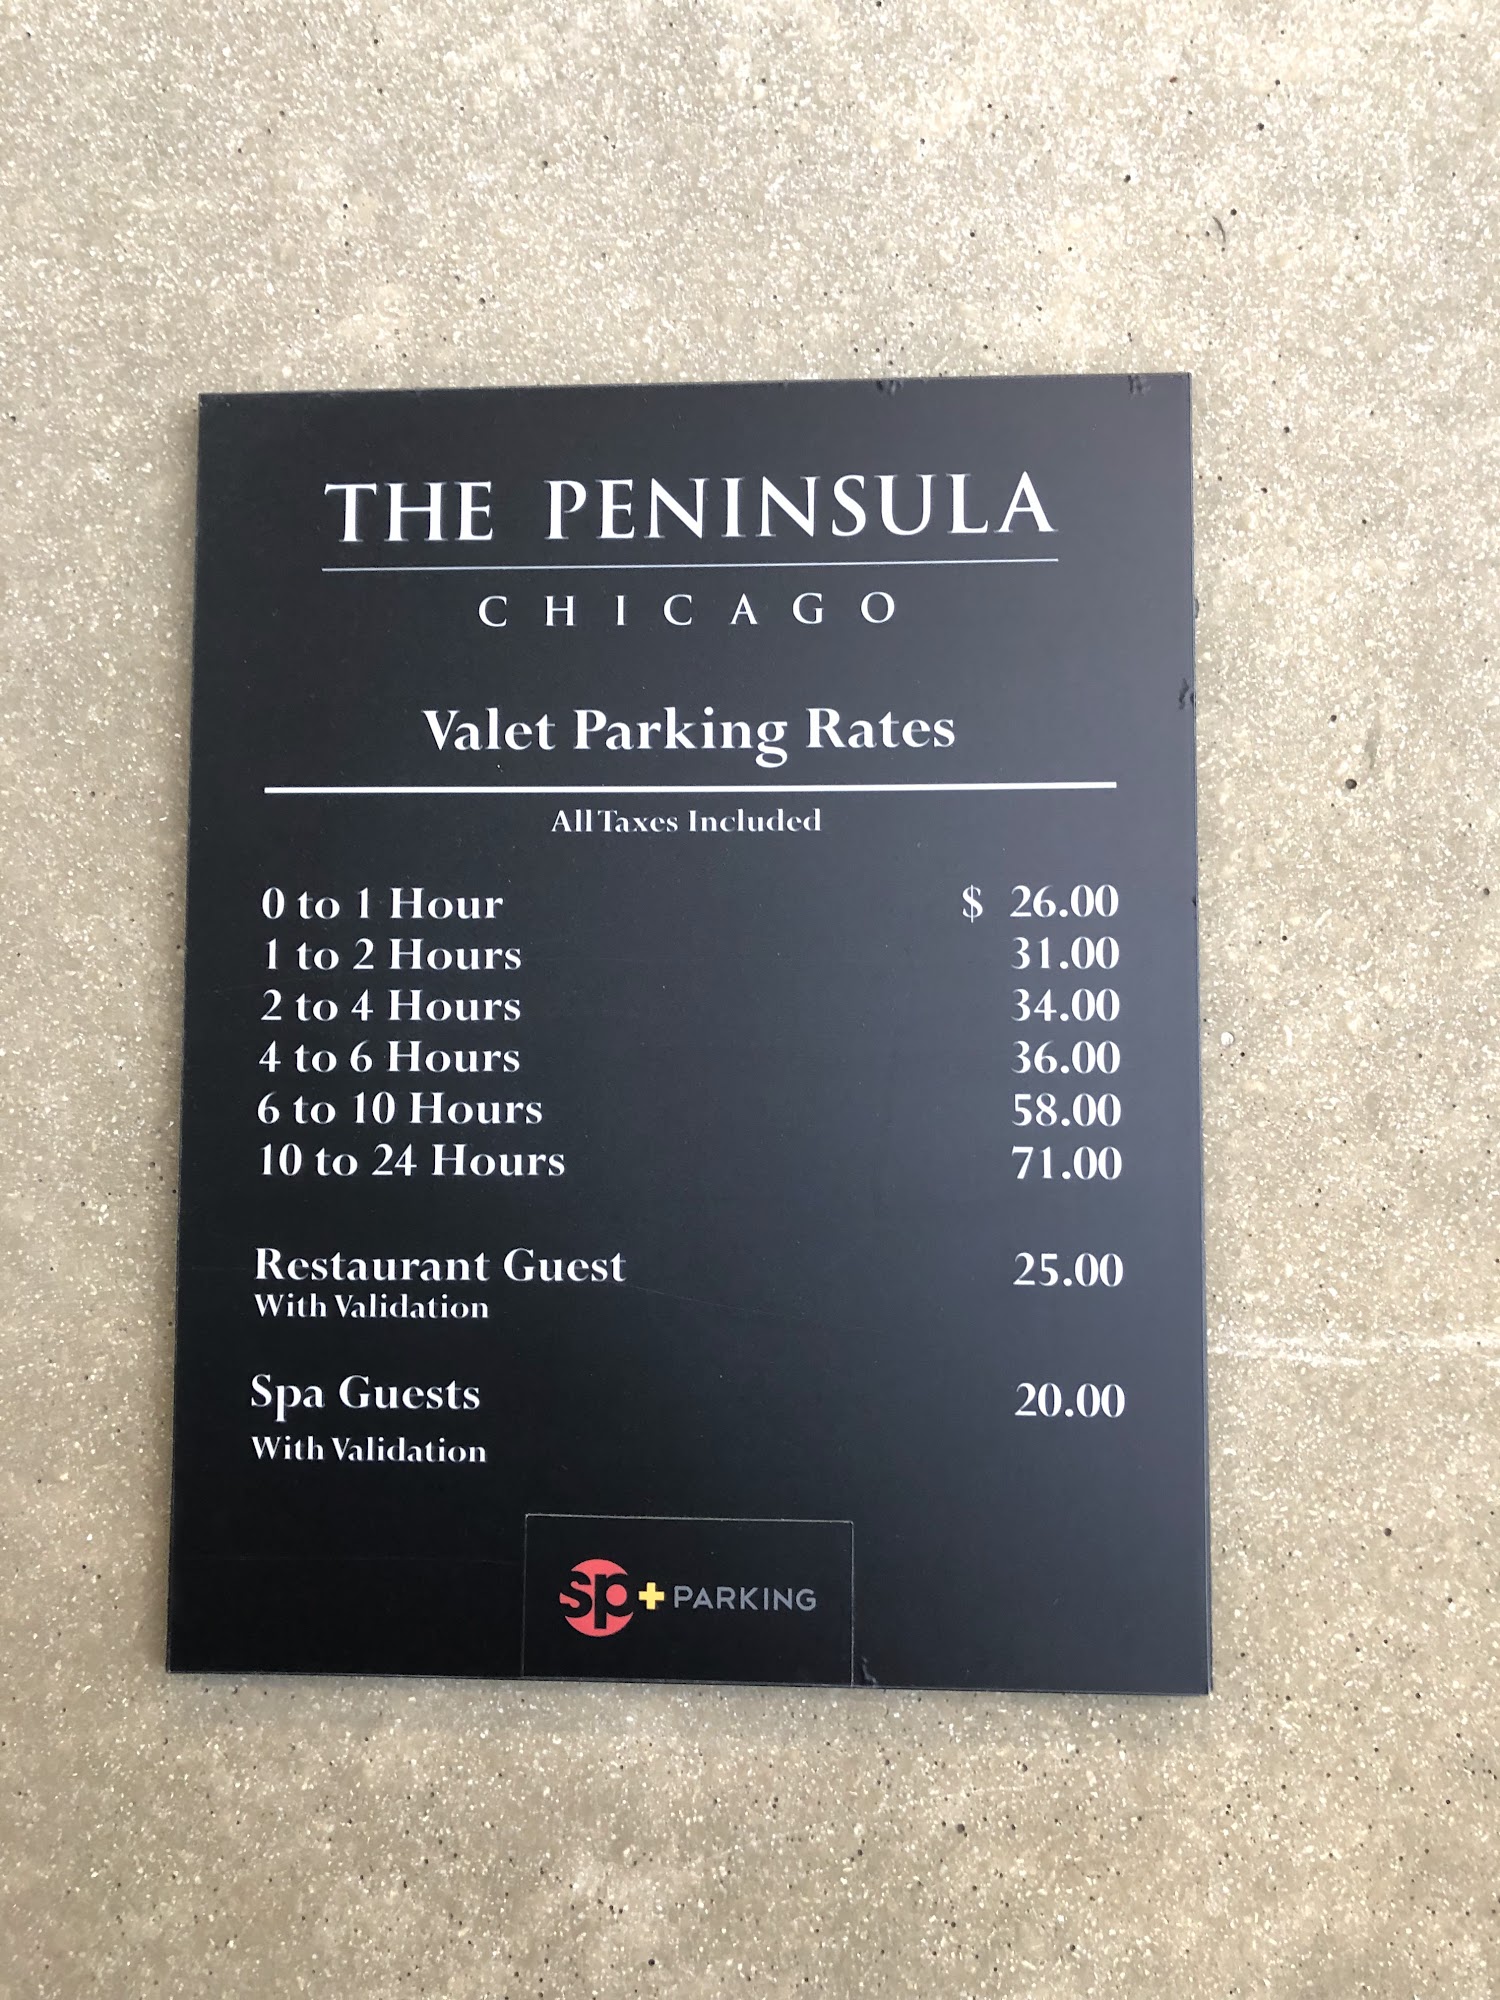 THE PENINSULA
CHICAGO
Valet Parking Rates
All Taxes Included
0 to 1 Hour $ 26.00
1 to 2 Hours 31.00
2 to 4 Hours 34.00
4 to 6 Hours 36.00
6 to 10 Hours 58.00
10 to 24 Hours 71.00
Restaurant Guest 25.00
With Validation
Spa Guests 20.00
With Validation
sp+ PARKING